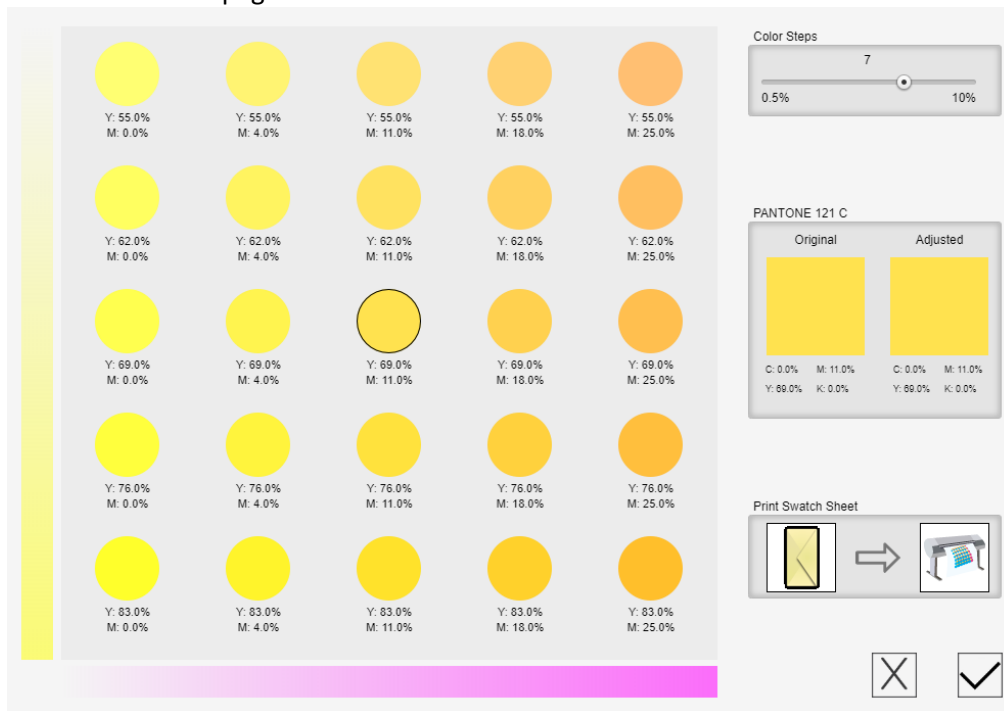 Y: 55.0% Y: 55.0% Y: 55.0% Y: 55.0% Y: 55.0%
M: 0.0% M: 4.0% M: 11.0% M: 18.0% M: 25.0%
Y: 62.0% Y: 62.0% Y: 62.0% Y: 62.0% Y: 62.0%
M: 0.0% M: 4.0% M: 11.0% M: 18.0% M: 25.0%
Y: 69.0% Y: 69.0% Y: 69.0% Y: 69.0% Y: 69.0%
M: 0.0% M: 4.0% M: 11.0% M: 18.0% M: 25.0%
Y: 76.0% Y: 76.0% Y: 76.0% Y: 76.0% Y: 76.0%
M: 0.0% M: 4.0% M: 11.0% M: 18.0% M: 25.0%
Y: 83.0% Y: 83.0% Y: 83.0% Y: 83.0% Y: 83.0%
M: 0.0% M: 4.0% M: 11.0% M: 18.0% M: 25.0%
Color Steps
7
0.5% 10%
PANTONE 121 C
Original Adjusted
C: 0.0% M: 11.0% C: 0.0% M: 11.0%
Y: 69.0% K: 0.0% Y: 69.0% K: 0.0%
Print Swatch Sheet